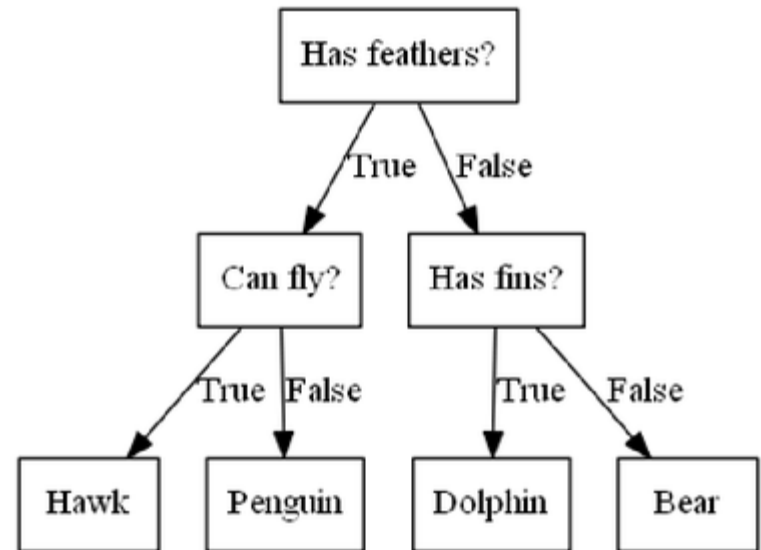 Has feathers?
True
False
Can fly?
Has fins?
True
False
True
False
Hawk
Penguin
Dolphin
Bear